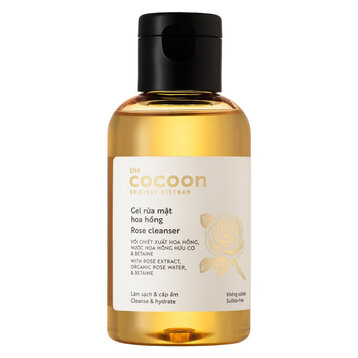 the
cocoon
ORIGINAL VIETNAM
Gel rửa mặt
hoa hồng
Rose cleanser
VỚI CHIẾT XUẤT HOA HỒNG,
NƯỚC HOA HỒNG HỮU CƠ
& BETAINE
WITH ROSE EXTRACT,
ORGANIC ROSE WATER,
& BETAINE
Làm sạch & cấp ẩm
Cleanse & hydrate
Không sulfate
Sulfate-free